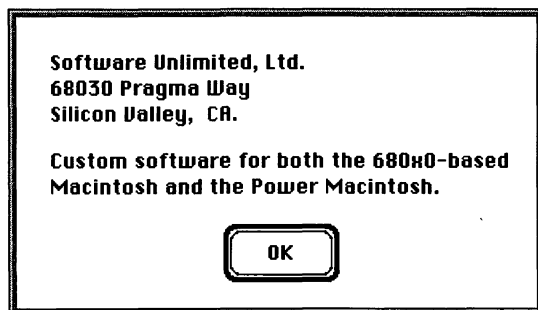 Software Unlimited, Ltd.
68030 Pragma Way
Silicon Valley, CA.
Custom software for both the 680x0-based
Macintosh and the Power Macintosh.
OK